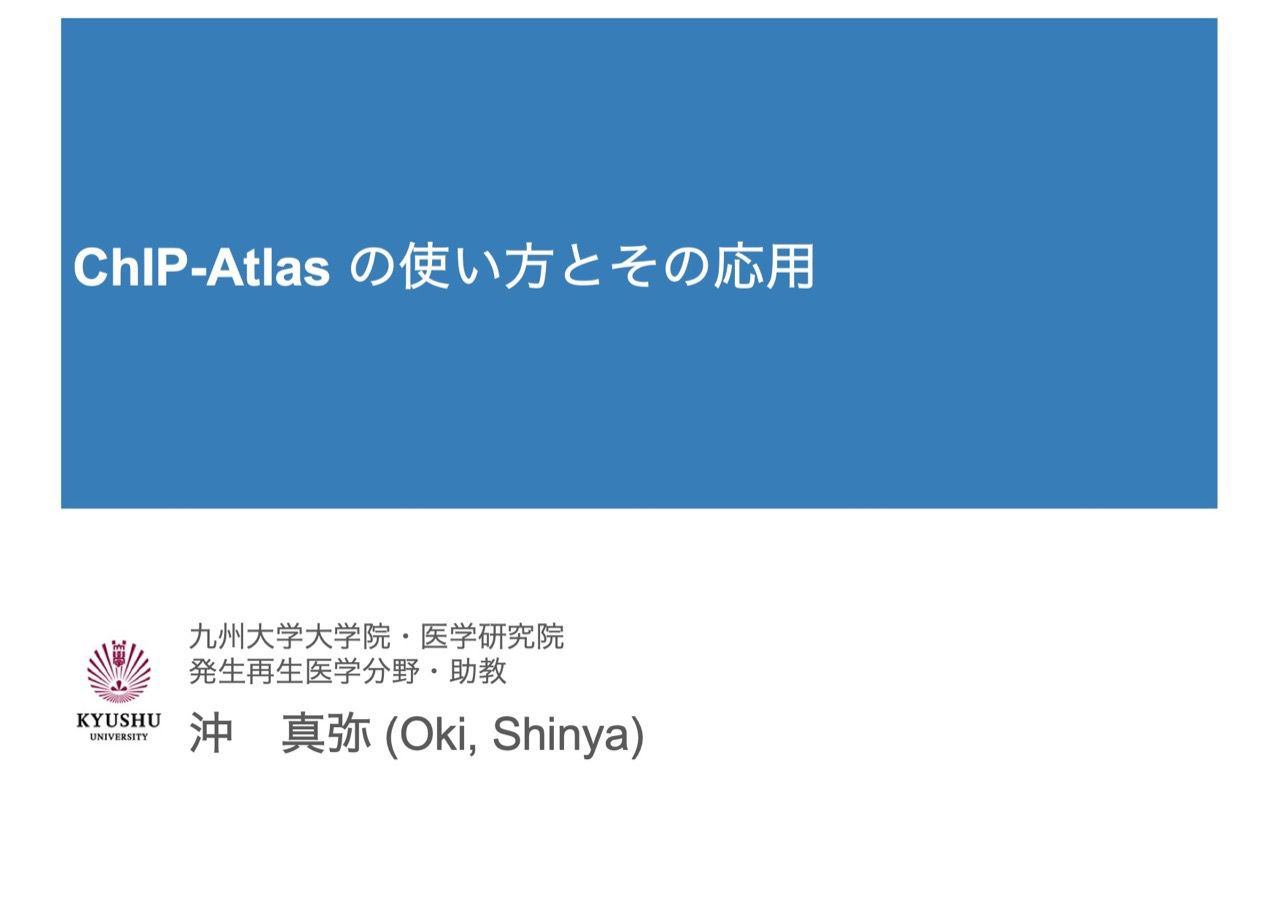 ChIP-Atlas の使い方とその応用
九州大学大学院・医学研究院
発生再生医学分野・助教
KYUSHU
UNIVERSITY
沖　真弥 (Oki, Shinya)